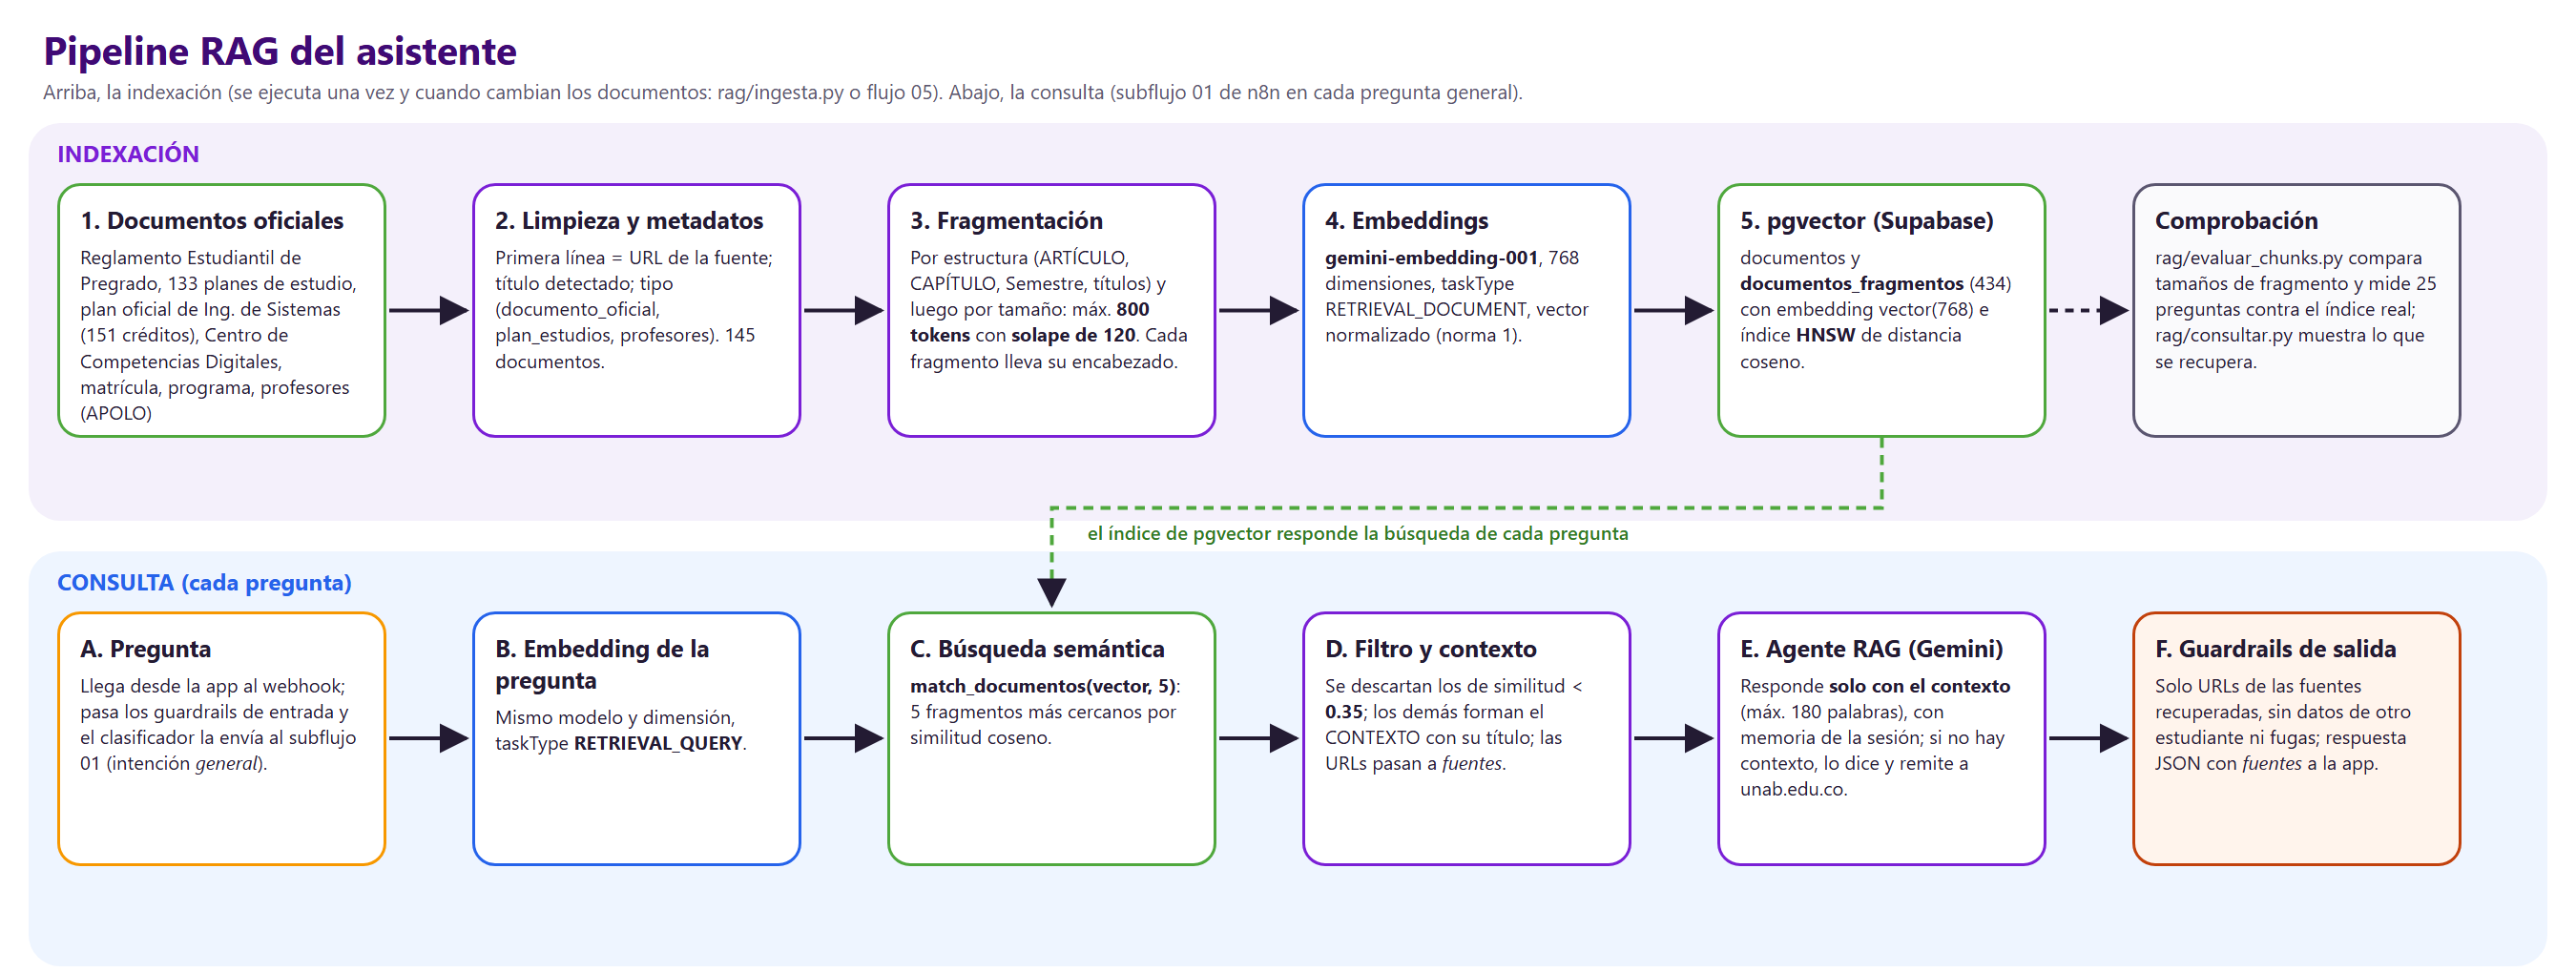 Pipeline RAG del asistente
Arriba, la indexación (se ejecuta una vez y cuando cambian los documentos: rag/ingesta.py o flujo 05). Abajo, la consulta (subflujo 01 de n8n en cada pregunta general).
INDEXACIÓN
1. Documentos oficiales
Reglamento Estudiantil de
Pregrado, 133 planes de estudio,
plan oficial de Ing. de Sistemas
(151 créditos), Centro de
Competencias Digitales,
matrícula, programa, profesores
(APOLO)
2. Limpieza y metadatos
Primera línea = URL de la fuente;
título detectado; tipo
(documento_oficial,
plan_estudios, profesores). 145
documentos.
3. Fragmentación
Por estructura (ARTÍCULO,
CAPÍTULO, Semestre, títulos) y
luego por tamaño: máx. 800
tokens con solape de 120. Cada
fragmento lleva su encabezado.
4. Embeddings
gemini-embedding-001, 768
dimensiones, taskType
RETRIEVAL_DOCUMENT, vector
normalizado (norma 1).
5. pgvector (Supabase)
documentos y
documentos_fragmentos (434)
con embedding vector(768) e
índice HNSW de distancia
coseno.
Comprobación
rag/evaluar_chunks.py compara
tamaños de fragmento y mide 25
preguntas contra el índice real;
rag/consultar.py muestra lo que
se recupera.
el índice de pgvector responde la búsqueda de cada pregunta
CONSULTA (cada pregunta)
A. Pregunta
Llega desde la app al webhook;
pasa los guardrails de entrada y
el clasificador la envía al subflujo
01 (intención general).
B. Embedding de la
pregunta
Mismo modelo y dimensión,
taskType RETRIEVAL_QUERY.
C. Búsqueda semántica
match_documentos(vector, 5):
5 fragmentos más cercanos por
similitud coseno.
D. Filtro y contexto
Se descartan los de similitud <
0.35; los demás forman el
CONTEXTO con su título; las
URLs pasan a fuentes.
E. Agente RAG (Gemini)
Responde solo con el contexto
(máx. 180 palabras), con
memoria de la sesión; si no hay
contexto, lo dice y remite a
unab.edu.co.
F. Guardrails de salida
Solo URLs de las fuentes
recuperadas, sin datos de otro
estudiante ni fugas; respuesta
JSON con fuentes a la app.